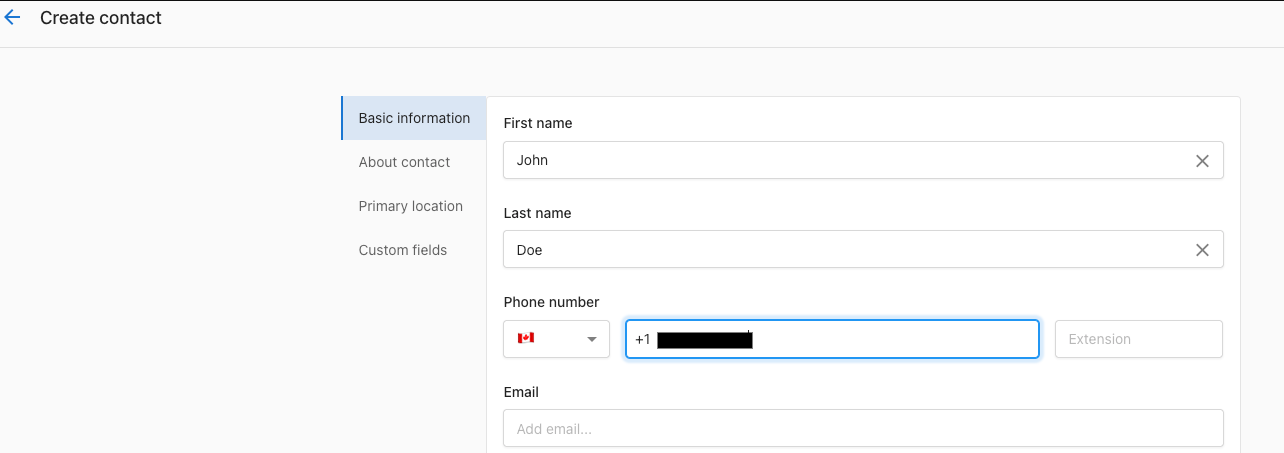 Create contact
Basic information
About contact
Primary location
Custom fields
First name
John
Last name
Doe
Phone number
+1
Extension
Email
Add email...